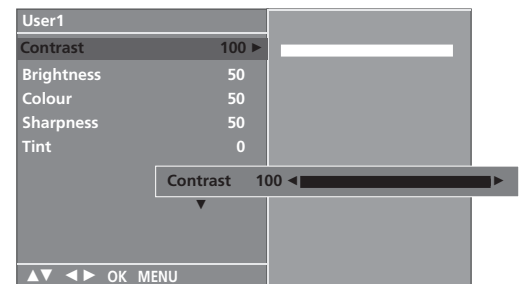 User1
Contrast 100 ►
Brightness 50
Colour 50
Sharpness 50
Tint 0
Contrast 100 ◄ ►
▼
▲▼ ◄► OK MENU